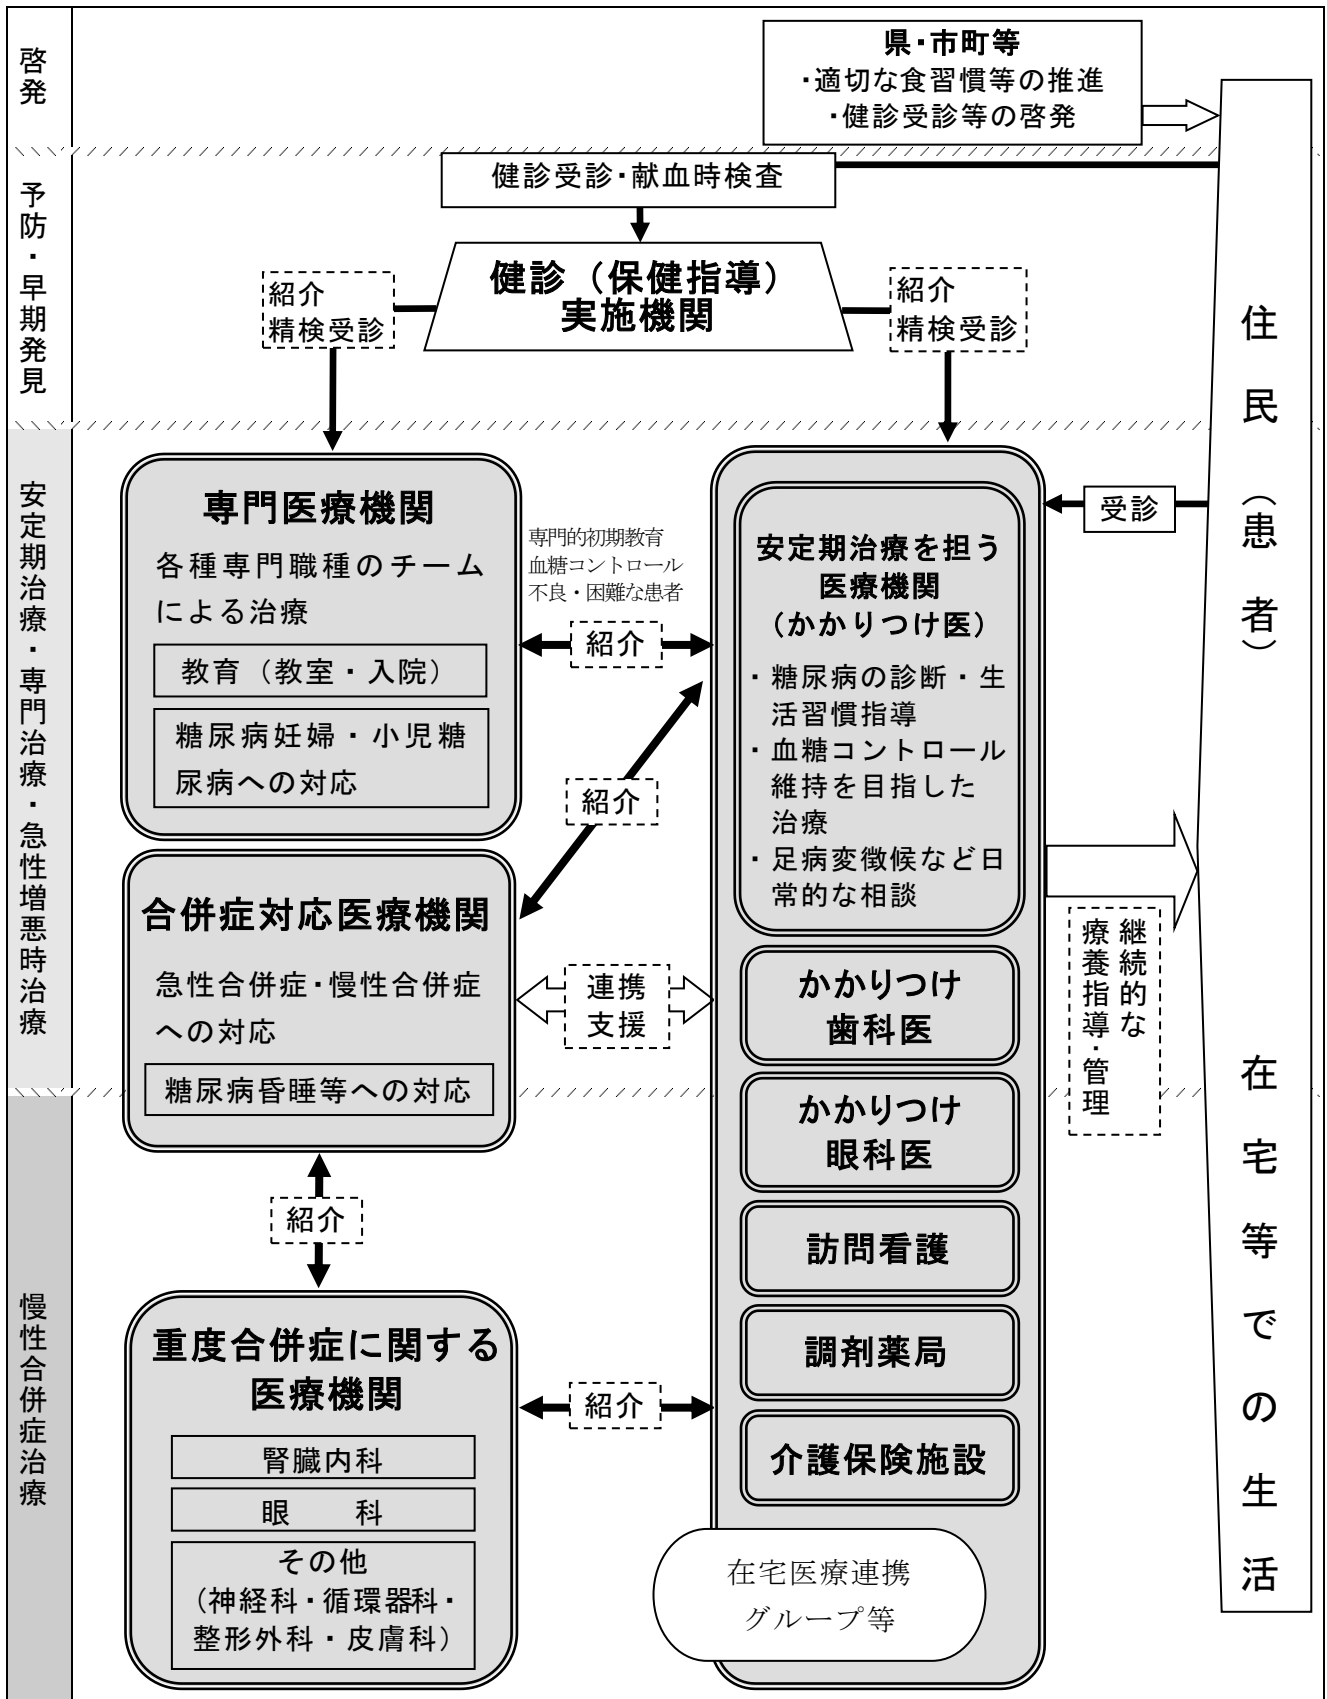 啓発
県・市町等
・適切な食習慣等の推進
・健診受診等の啓発
予防・早期発見
健診受診・献血時検査
健診（保健指導）
実施機関
紹介
精検受診
紹介
精検受診
住民（患者）
在宅等での生活
安定期治療・専門治療・急性増悪時治療
専門医療機関
各種専門職種のチーム
による治療
教育（教室・入院）
糖尿病妊婦・小児糖
尿病への対応
専門的初期教育
血糖コントロール
不良・困難な患者
紹介
紹介
安定期治療を担う
医療機関
（かかりつけ医）
・糖尿病の診断・生
活習慣指導
・血糖コントロール
維持を目指した
治療
・足病変徴候など日
常的な相談
受診
合併症対応医療機関
急性合併症・慢性合併症
への対応
糖尿病昏睡等への対応
連携
支援
かかりつけ
歯科医
かかりつけ
眼科医
訪問看護
調剤薬局
介護保険施設
在宅医療連携
グループ等
継続的な
療養指導・管理
慢性合併症治療
紹介
重度合併症に関する
医療機関
腎臓内科
眼　科
その他
（神経科・循環器科・
整形外科・皮膚科）
紹介